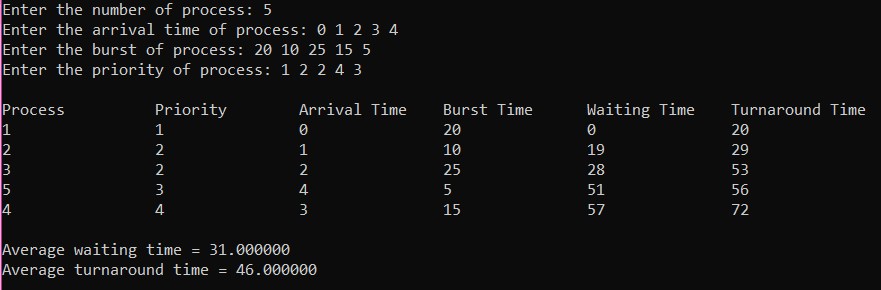 Enter the number of process: 5
Enter the arrival time of process: 0 1 2 3 4
Enter the burst of process: 20 10 25 15 5
Enter the priority of process: 1 2 2 4 3
Process Priority Arrival Time Burst Time Waiting Time Turnaround Time
1 1 0 20 0 20
2 2 1 10 19 29
3 2 2 25 28 53
5 3 4 5 51 56
4 4 3 15 57 72
Average waiting time = 31.000000
Average turnaround time = 46.000000